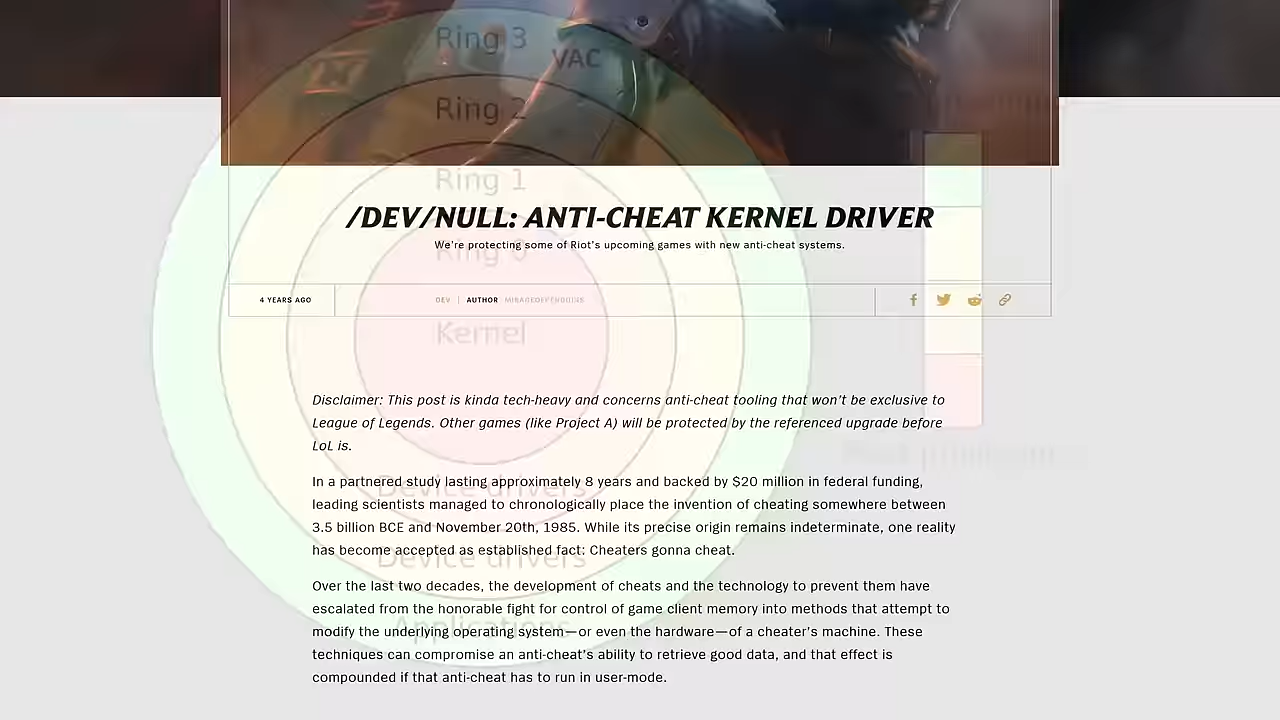 Ring 3
VAC
Ring 2
Ring 1
/DEV/NULL: ANTI-CHEAT KERNEL DRIVER
We're protecting some of Riot's upcoming games with new anti-cheat systems.
Ring 0
4 YEARS AGO
DEV | AUTHOR MIRAGEOFPENGUINS
Kernel
Disclaimer: This post is kinda tech-heavy and concerns anti-cheat tooling that won't be exclusive to
League of Legends. Other games (like Project A) will be protected by the referenced upgrade before
LoL is.
In a partnered study lasting approximately 8 years and backed by $20 million in federal funding,
Device drivers
leading scientists managed to chronologically place the invention of cheating somewhere between
3.5 billion BCE and November 20th, 1985. While its precise origin remains indeterminate, one reality
has become accepted as established fact: Cheaters gonna cheat.
Device drivers
Over the last two decades, the development of cheats and the technology to prevent them have
escalated from the honorable fight for control of game client memory into methods that attempt to
modify the underlying operating system—or even the hardware—of a cheater's machine. These
Applications
techniques can compromise an anti-cheat's ability to retrieve good data, and that effect is
compounded if that anti-cheat has to run in user-mode.